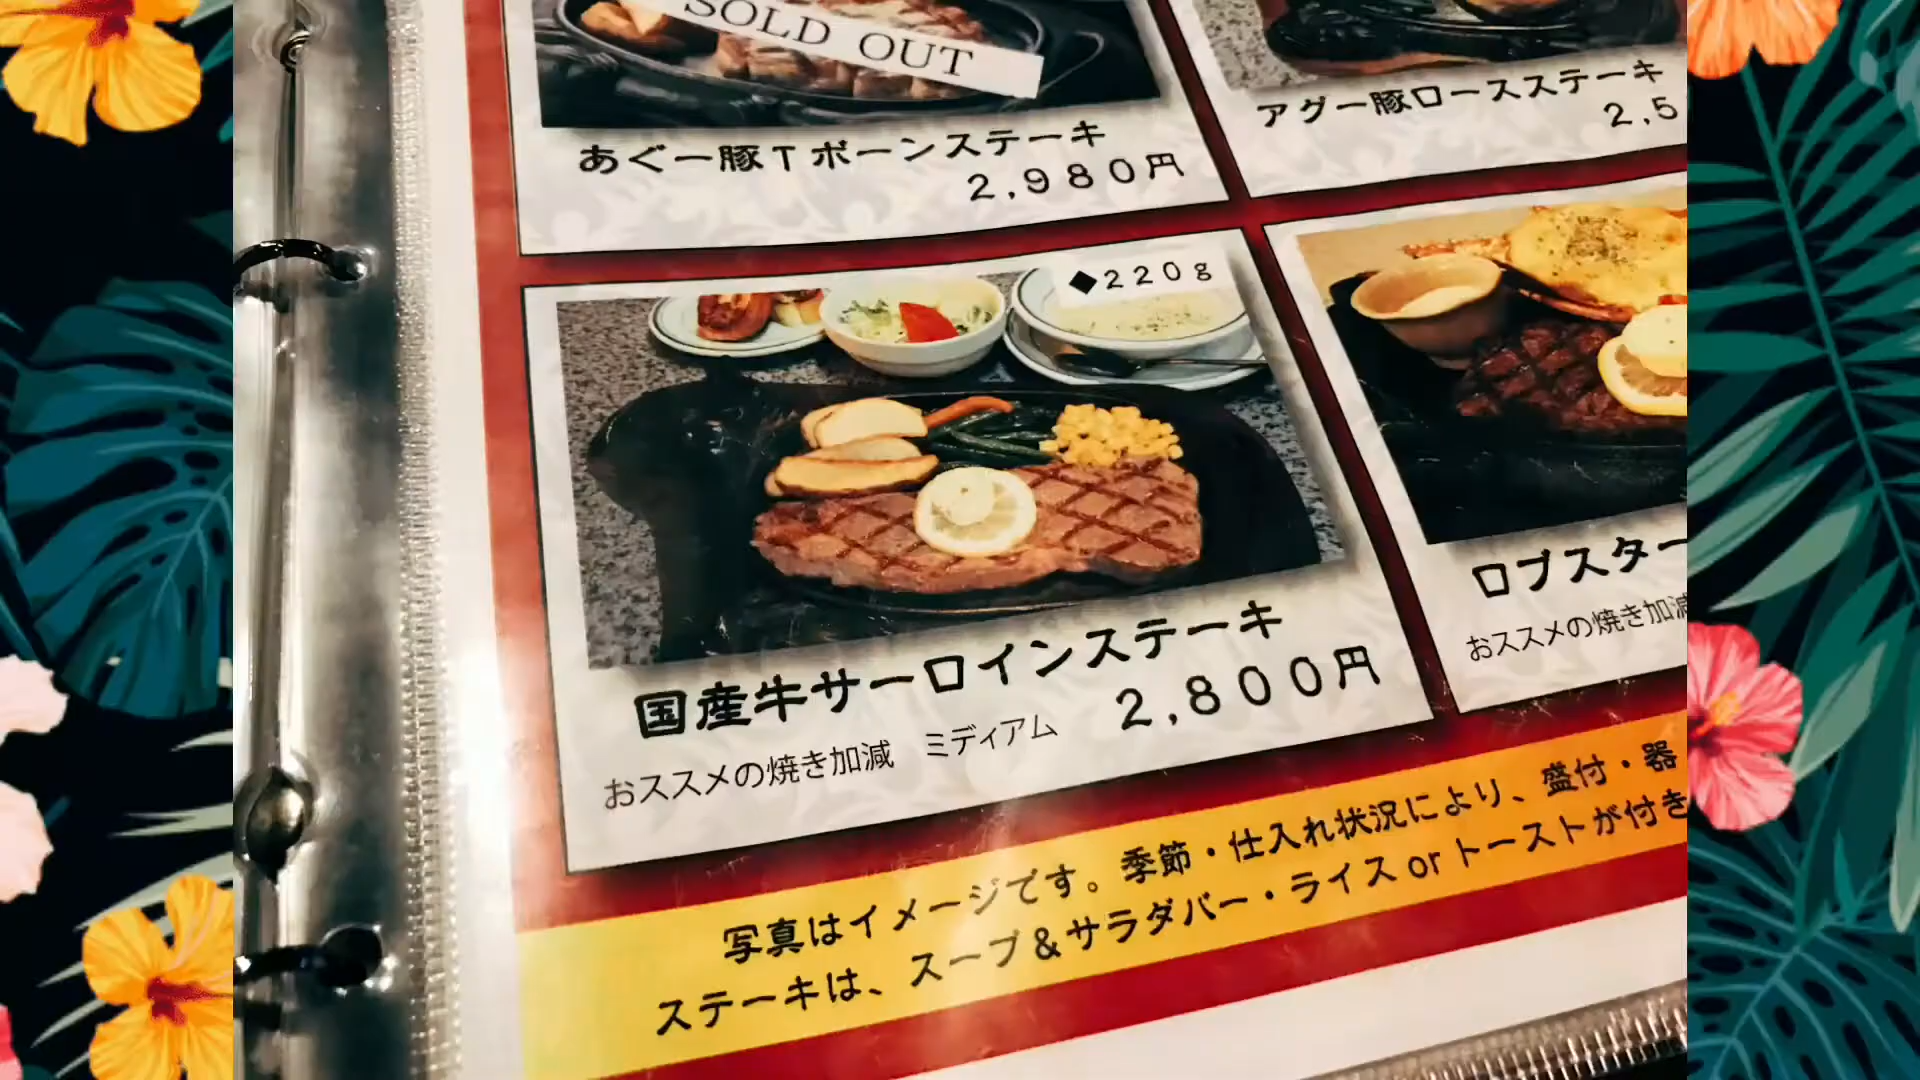 SOLD OUT
あぐー豚Tボーンステーキ
2,980円
アグー豚ロースステーキ
2,5
◆220g
国産牛サーロインステーキ
2,800円
おススメの焼き加減 ミディアム
ロブスター
おススメの焼き加減
写真はイメージです。季節・仕入れ状況により、盛付・器
ステーキは、スープ&サラダバー・ライス or トーストが付き